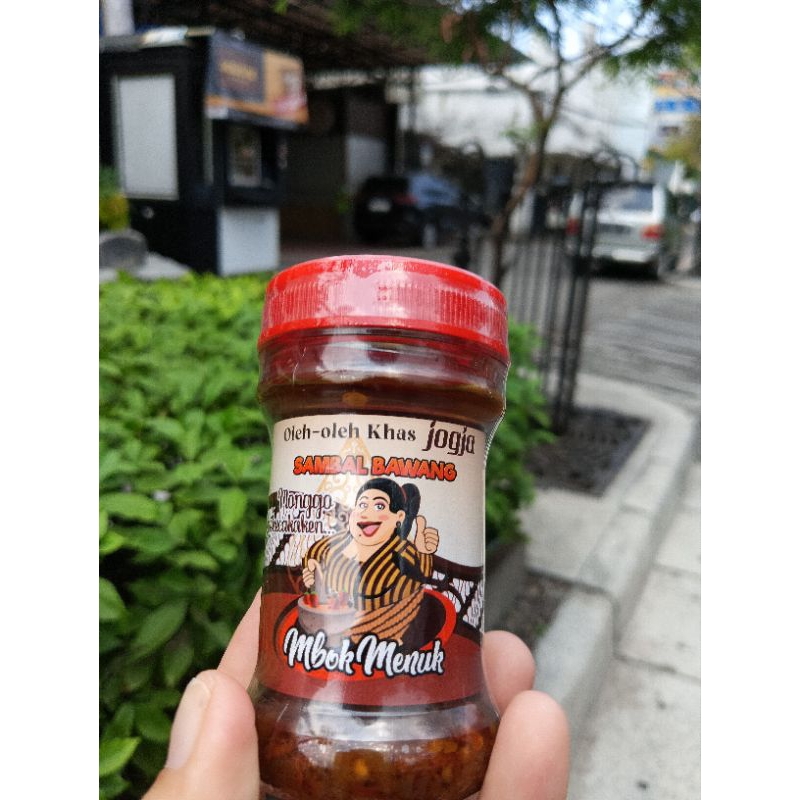 Oleh-oleh Khas jogja
SAMBAL BAWANG
Monggo
Mbok Menuk